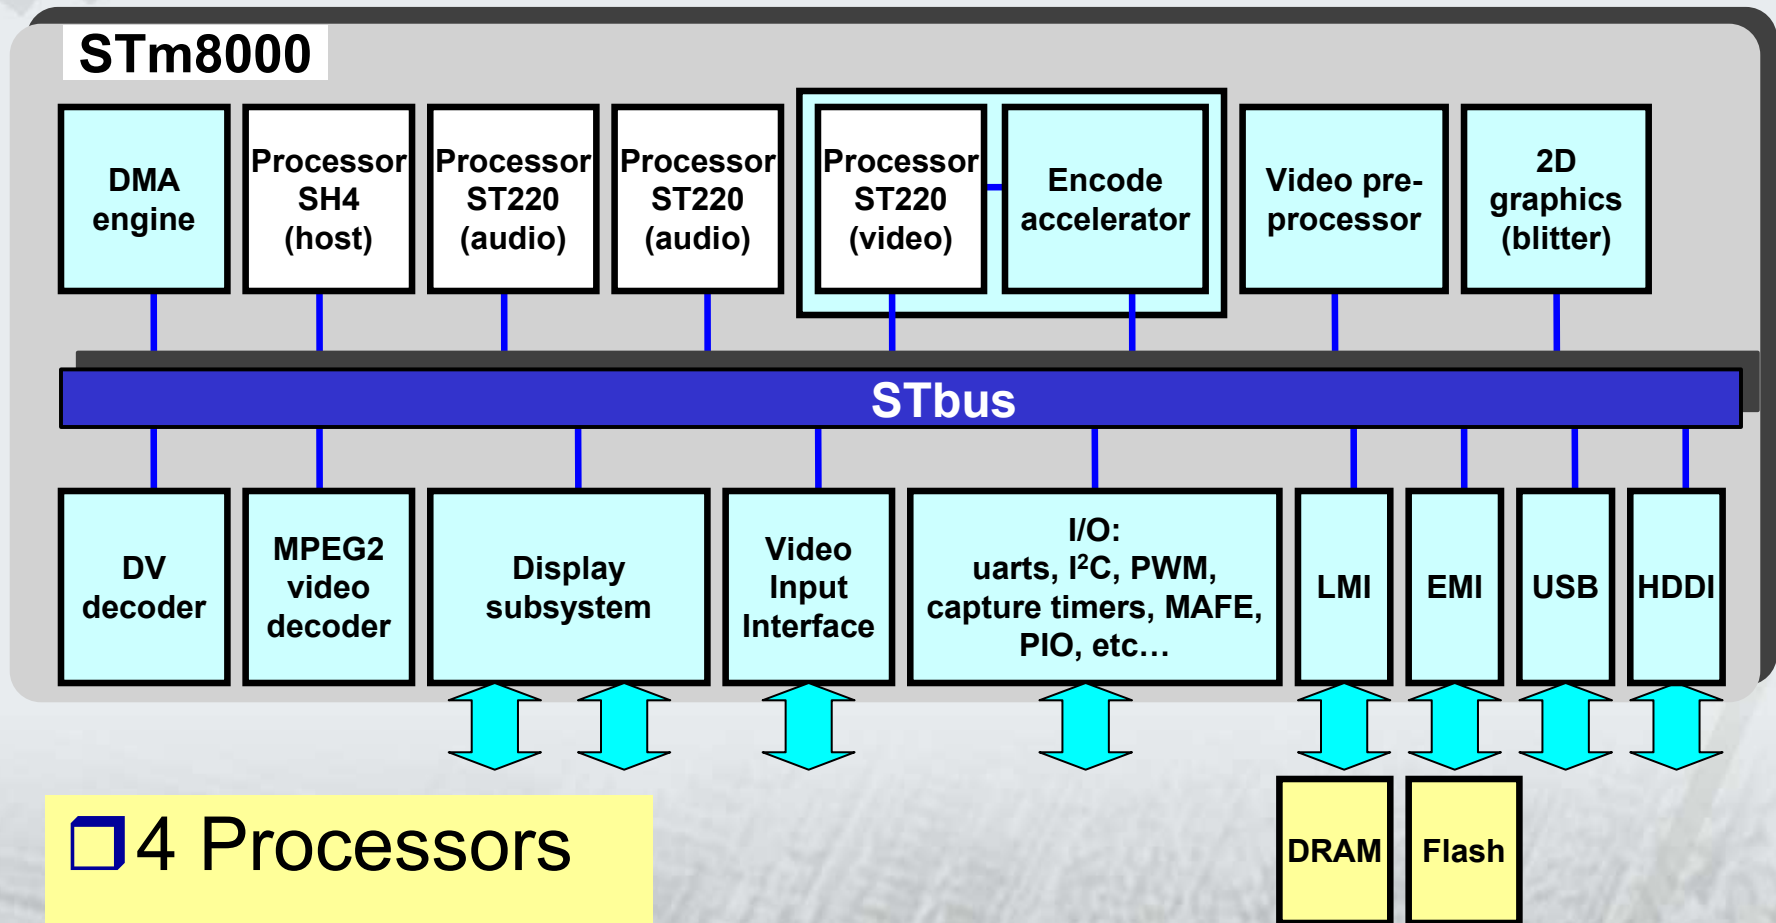 STm8000
DMA
engine
Processor
SH4
(host)
Processor
ST220
(audio)
Processor
ST220
(audio)
Processor
ST220
(video)
Encode
accelerator
Video pre-
processor
2D
graphics
(blitter)
STbus
DV
decoder
MPEG2
video
decoder
Display
subsystem
Video
Input
Interface
I/O:
uarts, I²C, PWM,
capture timers, MAFE,
PIO, etc…
LMI
EMI
USB
HDDI
DRAM
Flash
4 Processors